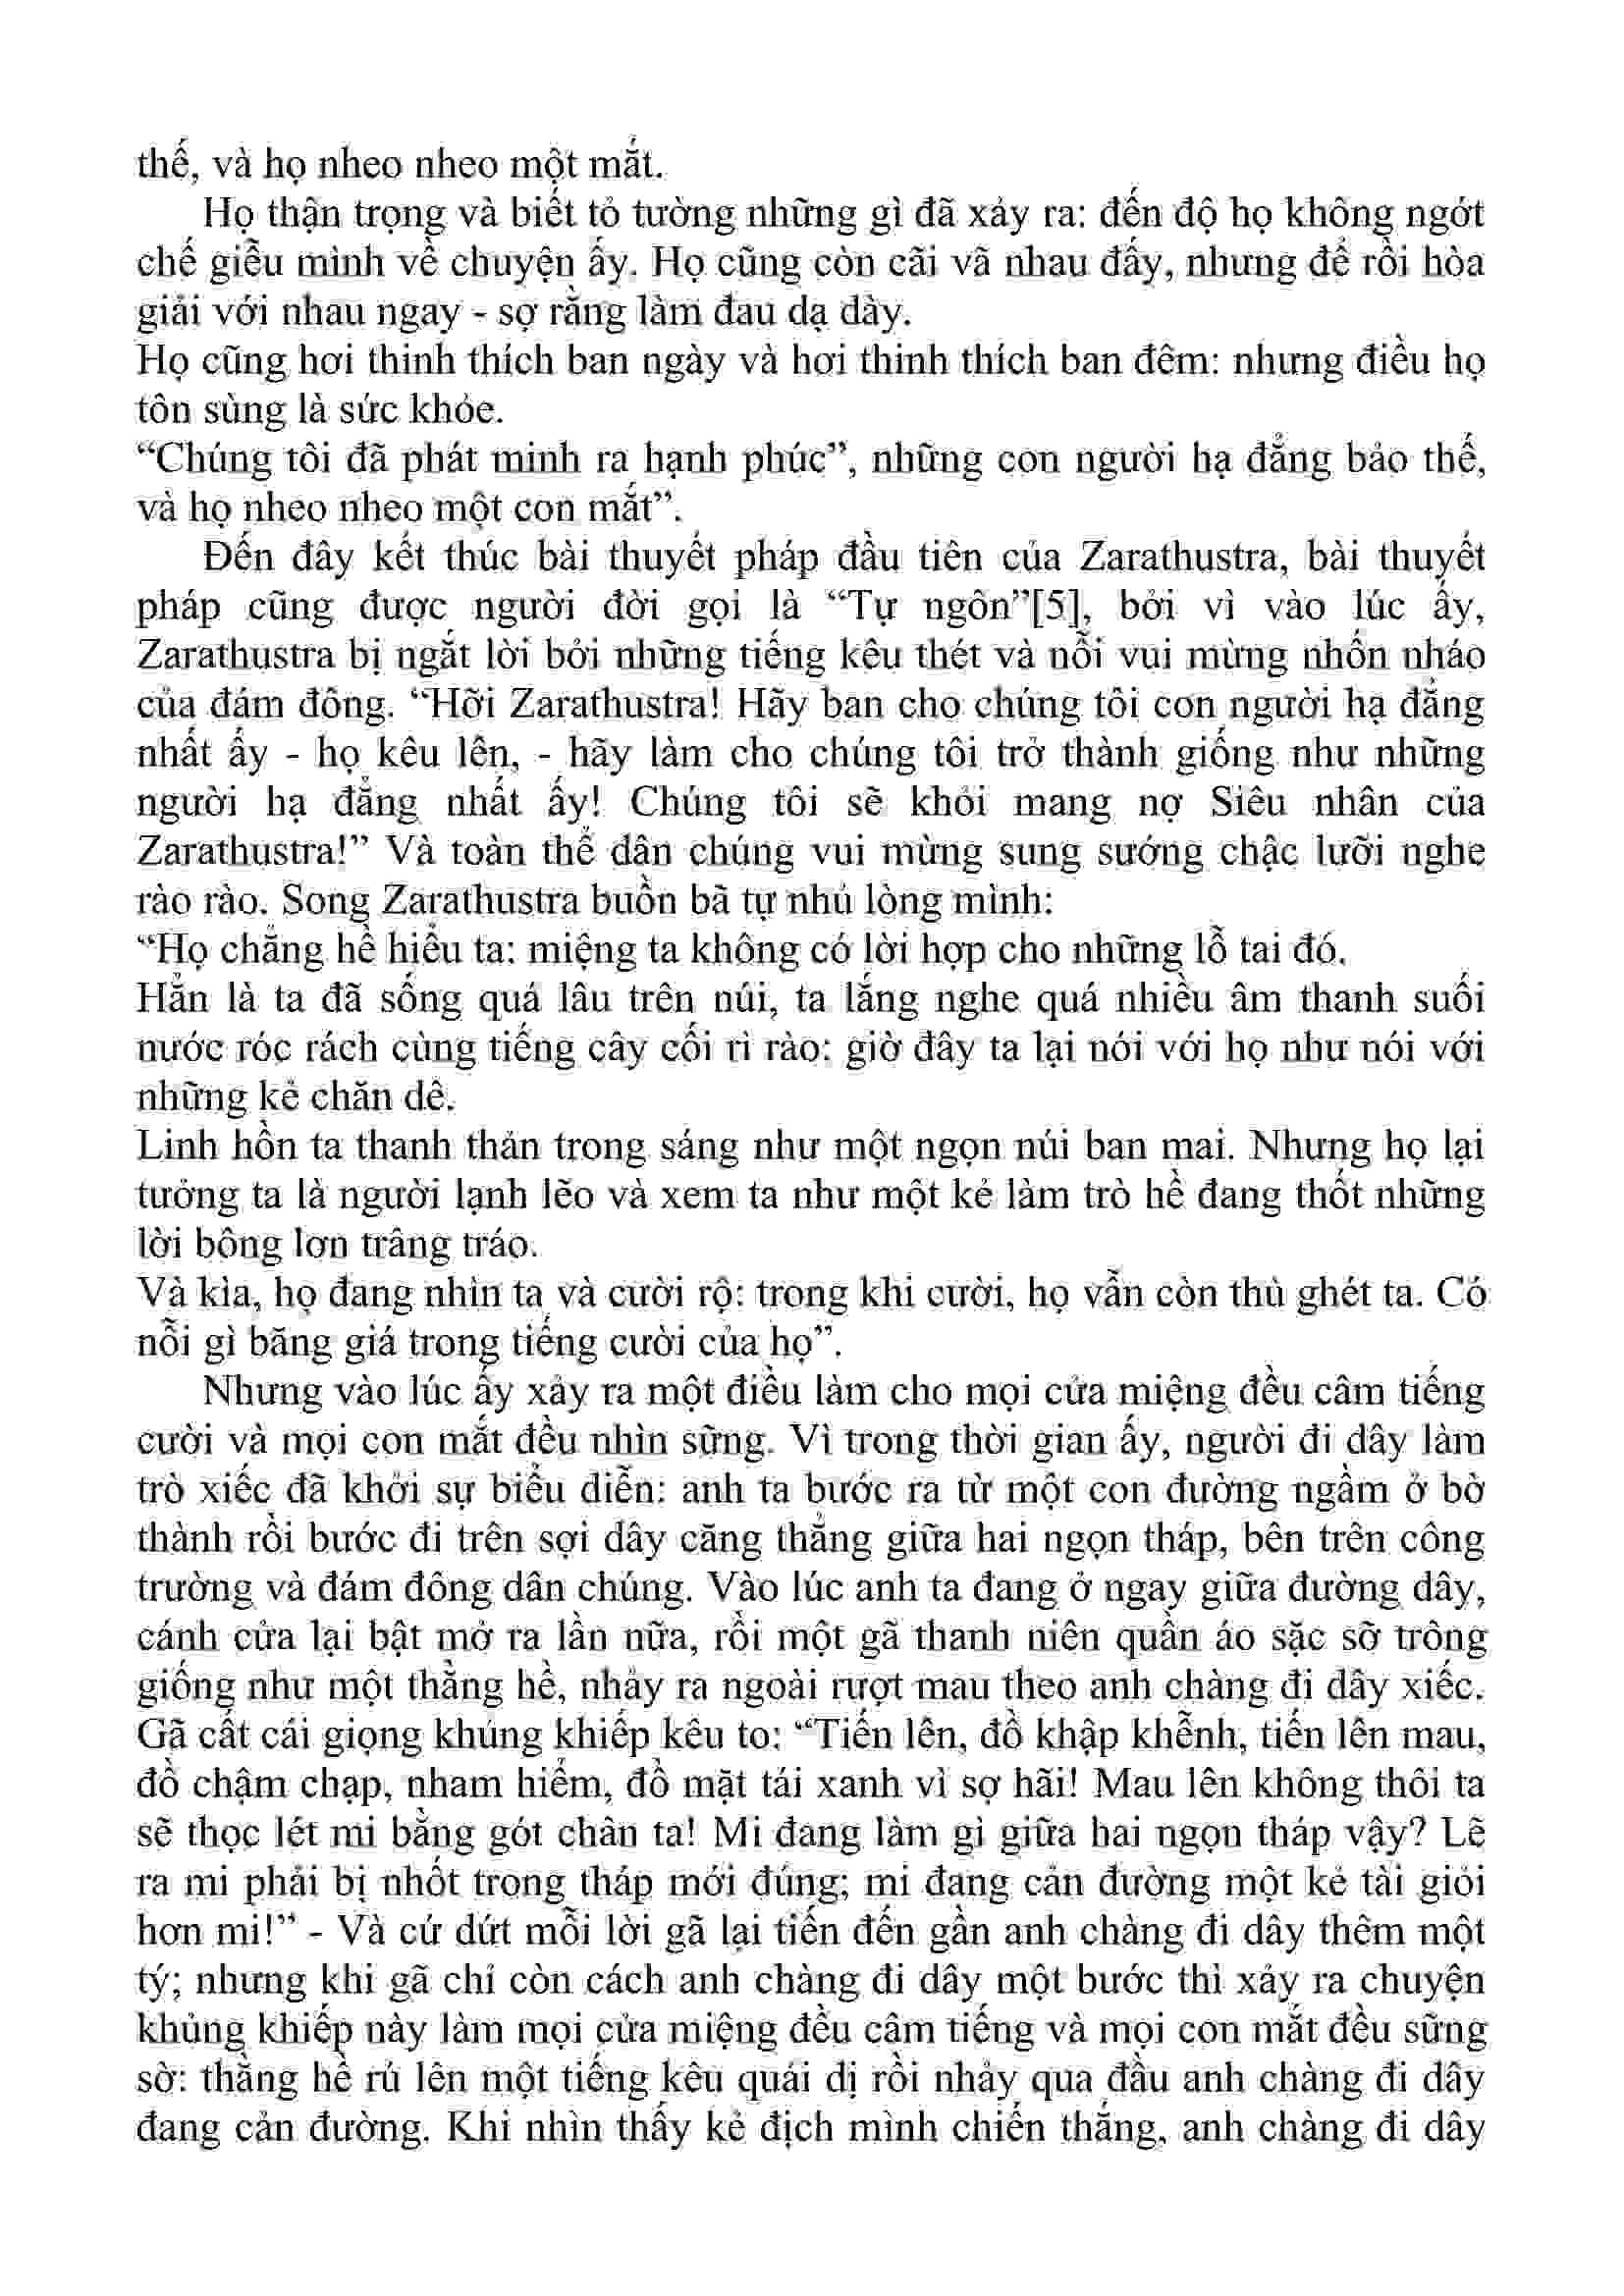 thế, và họ nheo nheo một mắt.
Họ thận trọng và biết tỏ tường những gì đã xảy ra: đến độ họ không ngớt
chế giễu mình về chuyện ấy. Họ cũng còn cãi vã nhau đấy, nhưng để rồi hòa
giải với nhau ngay - sợ rằng làm đau dạ dày.
Họ cũng hơi thinh thích ban ngày và hơi thinh thích ban đêm: nhưng điều họ
tôn sùng là sức khỏe.
“Chúng tôi đã phát minh ra hạnh phúc”, những con người hạ đẳng bảo thế,
và họ nheo nheo một con mắt”.
Đến đây kết thúc bài thuyết pháp đầu tiên của Zarathustra, bài thuyết
pháp cũng được người đời gọi là “Tự ngôn”[5], bởi vì vào lúc ấy,
Zarathustra bị ngắt lời bởi những tiếng kêu thét và nỗi vui mừng nhốn nháo
của đám đông. “Hỡi Zarathustra! Hãy ban cho chúng tôi con người hạ đẳng
nhất ấy - họ kêu lên, - hãy làm cho chúng tôi trở thành giống như những
người hạ đẳng nhất ấy! Chúng tôi sẽ khỏi mang nợ Siêu nhân của
Zarathustra!” Và toàn thể dân chúng vui mừng sung sướng chậc lưỡi nghe
rào rào. Song Zarathustra buồn bã tự nhủ lòng mình:
“Họ chẳng hề hiểu ta: miệng ta không có lời hợp cho những lỗ tai đó.
Hẳn là ta đã sống quá lâu trên núi, ta lắng nghe quá nhiều âm thanh suối
nước róc rách cùng tiếng cây cối rì rào: giờ đây ta lại nói với họ như nói với
những kẻ chăn dê.
Linh hồn ta thanh thản trong sáng như một ngọn núi ban mai. Nhưng họ lại
tưởng ta là người lạnh lẽo và xem ta như một kẻ làm trò hề đang thốt những
lời bông lơn trâng tráo.
Và kìa, họ đang nhìn ta và cười rộ: trong khi cười, họ vẫn còn thù ghét ta. Có
nỗi gì băng giá trong tiếng cười của họ”.
Nhưng vào lúc ấy xảy ra một điều làm cho mọi cửa miệng đều câm tiếng
cười và mọi con mắt đều nhìn sững. Vì trong thời gian ấy, người đi dây làm
trò xiếc đã khởi sự biểu diễn: anh ta bước ra từ một con đường ngầm ở bờ
thành rồi bước đi trên sợi dây căng thẳng giữa hai ngọn tháp, bên trên công
trường và đám đông dân chúng. Vào lúc anh ta đang ở ngay giữa đường dây,
cánh cửa lại bật mở ra lần nữa, rồi một gã thanh niên quần áo sặc sỡ trông
giống như một thằng hề, nhảy ra ngoài rượt mau theo anh chàng đi dây xiếc.
Gã cất cái giọng khủng khiếp kêu to: “Tiến lên, đồ khập khễnh, tiến lên mau,
đồ chậm chạp, nham hiểm, đồ mặt tái xanh vì sợ hãi! Mau lên không thôi ta
sẽ thọc lét mi bằng gót chân ta! Mi đang làm gì giữa hai ngọn tháp vậy? Lẽ
ra mi phải bị nhốt trong tháp mới đúng; mi đang cản đường một kẻ tài giỏi
hơn mi!” - Và cứ dứt mỗi lời gã lại tiến đến gần anh chàng đi dây thêm một
tý; nhưng khi gã chỉ còn cách anh chàng đi dây một bước thì xảy ra chuyện
khủng khiếp này làm mọi cửa miệng đều câm tiếng và mọi con mắt đều sững
sờ: thằng hề rú lên một tiếng kêu quái dị rồi nhảy qua đầu anh chàng đi dây
đang cản đường. Khi nhìn thấy kẻ địch mình chiến thắng, anh chàng đi dây